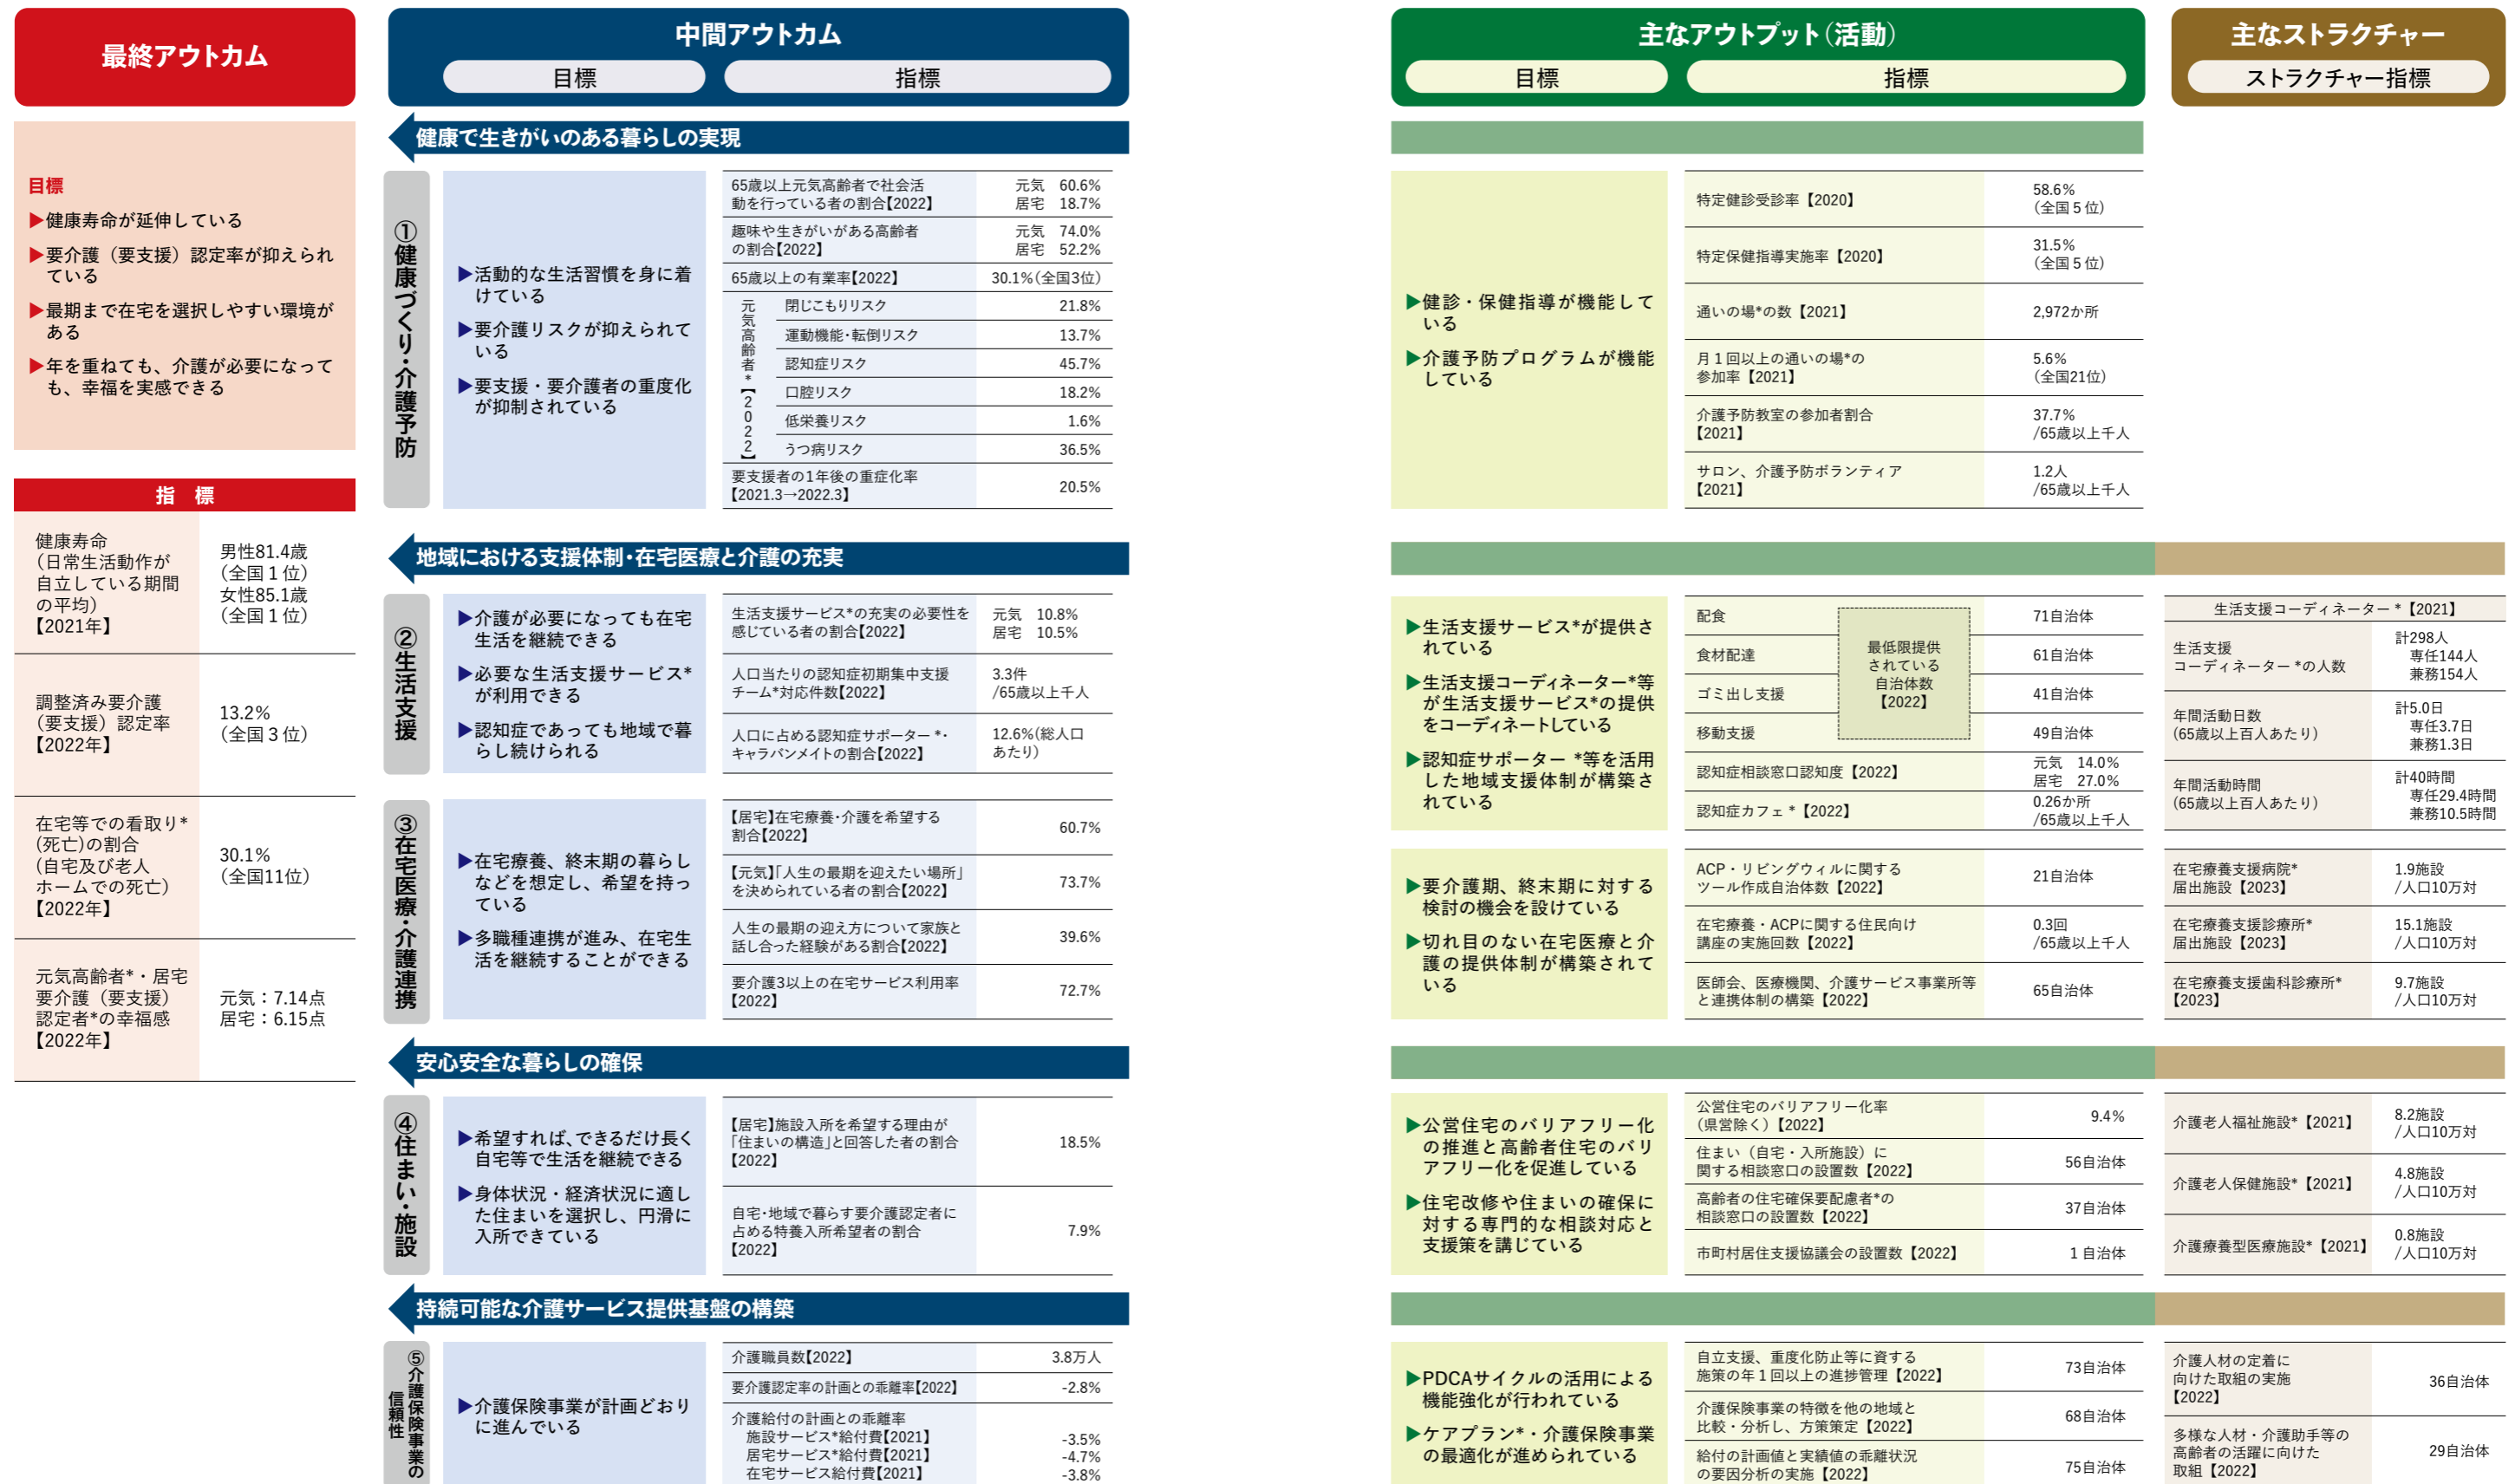 最終アウトカム
目標
▶健康寿命が延伸している
▶要介護（要支援）認定率が抑えられ
ている
▶最期まで在宅を選択しやすい環境が
ある
▶年を重ねても、介護が必要になって
も、幸福を実感できる
指　標
健康寿命
（日常生活動作が
自立している期間
の平均）
【2021年】
男性81.4歳
（全国１位）
女性85.1歳
（全国１位）
調整済み要介護
（要支援）認定率
【2022年】
13.2%
（全国３位）
在宅等での看取り*
(死亡)の割合
(自宅及び老人
ホームでの死亡)
【2022年】
30.1%
（全国11位）
元気高齢者*・居宅
要介護（要支援）
認定者*の幸福感
【2022年】
元気：7.14点
居宅：6.15点
中間アウトカム
目標
指標
健康で生きがいのある暮らしの実現
①健康づくり・介護予防
▶活動的な生活習慣を身に着
けている
▶要介護リスクが抑えられて
いる
▶要支援・要介護者の重度化
が抑制されている
65歳以上元気高齢者で社会活
動を行っている者の割合【2022】
元気　60.6%
居宅　18.7%
趣味や生きがいがある高齢者
の割合【2022】
元気　74.0%
居宅　52.2%
65歳以上の有業率【2022】
30.1%（全国3位）
元気高齢者*【2022】
閉じこもりリスク
21.8%
運動機能・転倒リスク
13.7%
認知症リスク
45.7%
口腔リスク
18.2%
低栄養リスク
1.6%
うつ病リスク
36.5%
要支援者の1年後の重症化率
【2021.3→2022.3】
20.5%
地域における支援体制・在宅医療と介護の充実
②生活支援
▶介護が必要になっても在宅
生活を継続できる
▶必要な生活支援サービス*
が利用できる
▶認知症であっても地域で暮
らし続けられる
生活支援サービス*の充実の必要性を
感じている者の割合【2022】
元気　10.8%
居宅　10.5%
人口当たりの認知症初期集中支援
チーム*対応件数【2022】
3.3件
/65歳以上千人
人口に占める認知症サポーター*・
キャラバンメイトの割合【2022】
12.6%(総人口
あたり)
③在宅医療・介護連携
▶在宅療養、終末期の暮らし
などを想定し、希望を持っ
ている
▶多職種連携が進み、在宅生
活を継続することができる
【居宅】在宅療養・介護を希望する
割合【2022】
60.7%
【元気】「人生の最期を迎えたい場所」
を決められている者の割合【2022】
73.7%
人生の最期の迎え方について家族と
話し合った経験がある割合【2022】
39.6%
要介護3以上の在宅サービス利用率
【2022】
72.7%
安心安全な暮らしの確保
④住まい・施設
▶希望すれば、できるだけ長く
自宅等で生活を継続できる
▶身体状況・経済状況に適し
た住まいを選択し、円滑に
入所できている
【居宅】施設入所を希望する理由が
「住まいの構造」と回答した者の割合
【2022】
18.5%
自宅・地域で暮らす要介護認定者に
占める特養入所希望者の割合
【2022】
7.9%
持続可能な介護サービス提供基盤の構築
⑤介護保険事業の
信頼性
▶介護保険事業が計画どおり
に進んでいる
介護職員数【2022】
3.8万人
要介護認定率の計画との乖離率【2022】
-2.8%
介護給付の計画との乖離率
施設サービス*給付費【2021】
-3.5%
居宅サービス*給付費【2021】
-4.7%
在宅サービス給付費【2021】
-3.8%
主なアウトプット（活動）
目標
指標
▶健診・保健指導が機能して
いる
▶介護予防プログラムが機能
している
特定健診受診率【2020】
58.6%
（全国５位）
特定保健指導実施率【2020】
31.5%
（全国５位）
通いの場*の数【2021】
2,972か所
月１回以上の通いの場*の
参加率【2021】
5.6%
（全国21位）
介護予防教室の参加者割合
【2021】
37.7%
/65歳以上千人
サロン、介護予防ボランティア
【2021】
1.2人
/65歳以上千人
▶生活支援サービス*が提供さ
れている
▶生活支援コーディネーター*等
が生活支援サービス*の提供
をコーディネートしている
▶認知症サポーター*等を活用
した地域支援体制が構築さ
れている
配食
71自治体
食材配達
61自治体
ゴミ出し支援
41自治体
移動支援
49自治体
最低限提供
されている
自治体数
【2022】
認知症相談窓口認知度【2022】
元気　14.0%
居宅　27.0%
認知症カフェ*【2022】
0.26か所
/65歳以上千人
▶要介護期、終末期に対する
検討の機会を設けている
▶切れ目のない在宅医療と介
護の提供体制が構築されて
いる
ACP・リビングウィルに関する
ツール作成自治体数【2022】
21自治体
在宅療養・ACPに関する住民向け
講座の実施回数【2022】
0.3回
/65歳以上千人
医師会、医療機関、介護サービス事業所等
と連携体制の構築【2022】
65自治体
▶公営住宅のバリアフリー化
の推進と高齢者住宅のバリ
アフリー化を促進している
▶住宅改修や住まいの確保に
対する専門的な相談対応と
支援策を講じている
公営住宅のバリアフリー化率
（県営除く）【2022】
9.4%
住まい（自宅・入所施設）に
関する相談窓口の設置数【2022】
56自治体
高齢者の住宅確保要配慮者*の
相談窓口の設置数【2022】
37自治体
市町村居住支援協議会の設置数【2022】
１自治体
▶PDCAサイクルの活用による
機能強化が行われている
▶ケアプラン*・介護保険事業
の最適化が進められている
自立支援、重度化防止等に資する
施策の年１回以上の進捗管理【2022】
73自治体
介護保険事業の特徴を他の地域と
比較・分析し、方策策定【2022】
68自治体
給付の計画値と実績値の乖離状況
の要因分析の実施【2022】
75自治体
主なストラクチャー
ストラクチャー指標
生活支援コーディネーター*【2021】
生活支援
コーディネーター*の人数
計298人
専任144人
兼務154人
年間活動日数
(65歳以上百人あたり)
計5.0日
専任3.7日
兼務1.3日
年間活動時間
(65歳以上百人あたり)
計40時間
専任29.4時間
兼務10.5時間
在宅療養支援病院*
届出施設【2023】
1.9施設
/人口10万対
在宅療養支援診療所*
届出施設【2023】
15.1施設
/人口10万対
在宅療養支援歯科診療所*
【2023】
9.7施設
/人口10万対
介護老人福祉施設*【2021】
8.2施設
/人口10万対
介護老人保健施設*【2021】
4.8施設
/人口10万対
介護療養型医療施設*【2021】
0.8施設
/人口10万対
介護人材の定着に
向けた取組の実施
【2022】
36自治体
多様な人材・介護助手等の
高齢者の活躍に向けた
取組【2022】
29自治体